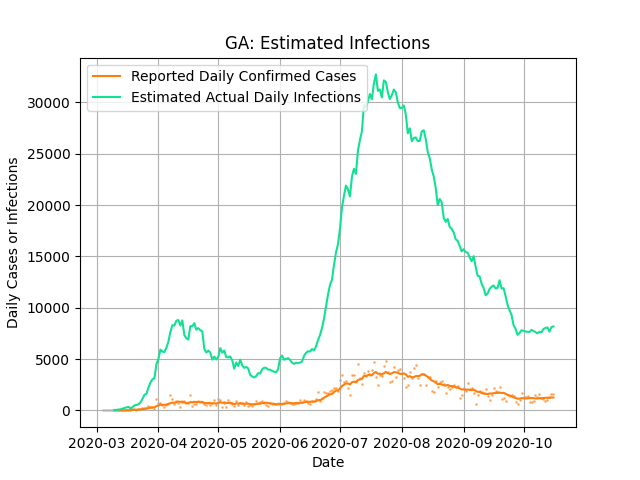 GA: Estimated Infections
Reported Daily Confirmed Cases
Estimated Actual Daily Infections
Daily Cases or Infections
30000
25000
20000
15000
10000
5000
0
2020-03 2020-04 2020-05 2020-06 2020-07 2020-08 2020-09 2020-10
Date